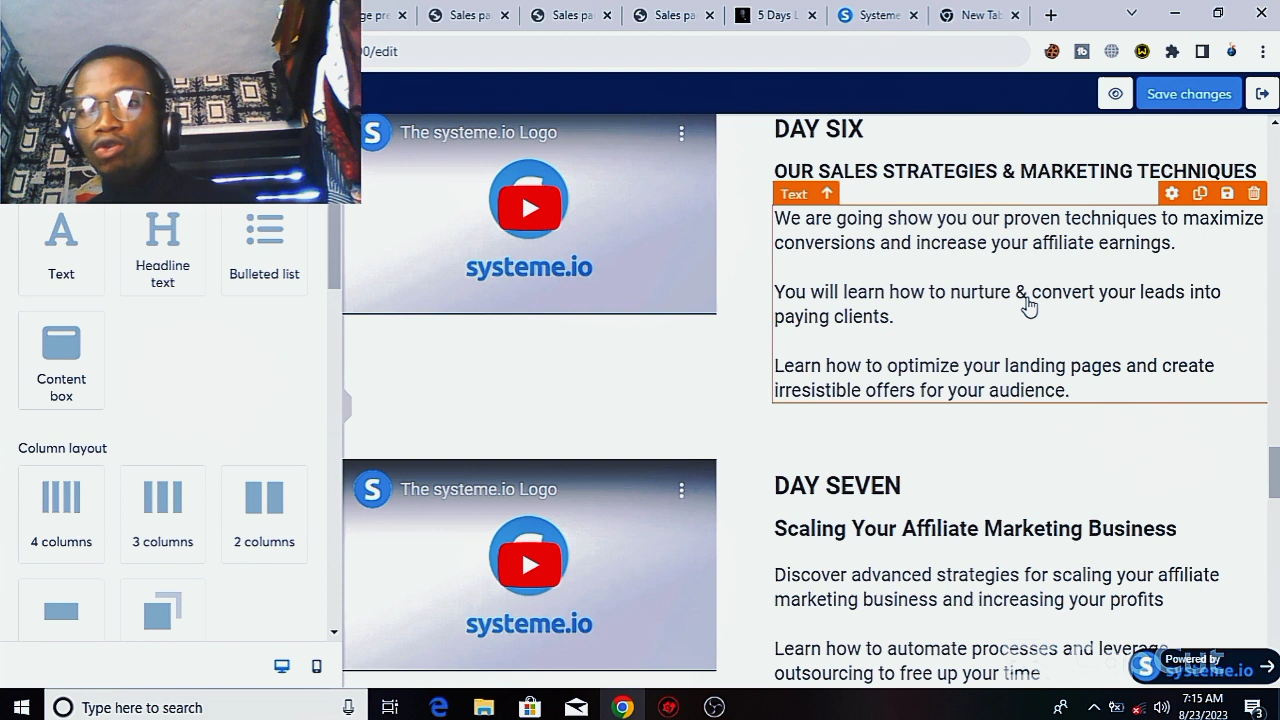 ge pre
Sales pa
Sales pa
Sales pa
5 Days L
Systeme
New Tab
0/edit
Save changes
The systeme.io Logo
systeme.io
DAY SIX
OUR SALES STRATEGIES & MARKETING TECHNIQUES
Text
We are going show you our proven techniques to maximize
conversions and increase your affiliate earnings.
You will learn how to nurture & convert your leads into
paying clients.
Learn how to optimize your landing pages and create
irresistible offers for your audience.
Text
Headline
text
Bulleted list
Content
box
Column layout
4 columns
3 columns
2 columns
The systeme.io Logo
systeme.io
DAY SEVEN
Scaling Your Affiliate Marketing Business
Discover advanced strategies for scaling your affiliate
marketing business and increasing your profits
Learn how to automate processes and leverage
outsourcing to free up your time
Powered by
systeme.io
Type here to search
7:15 AM
8/23/2023
3